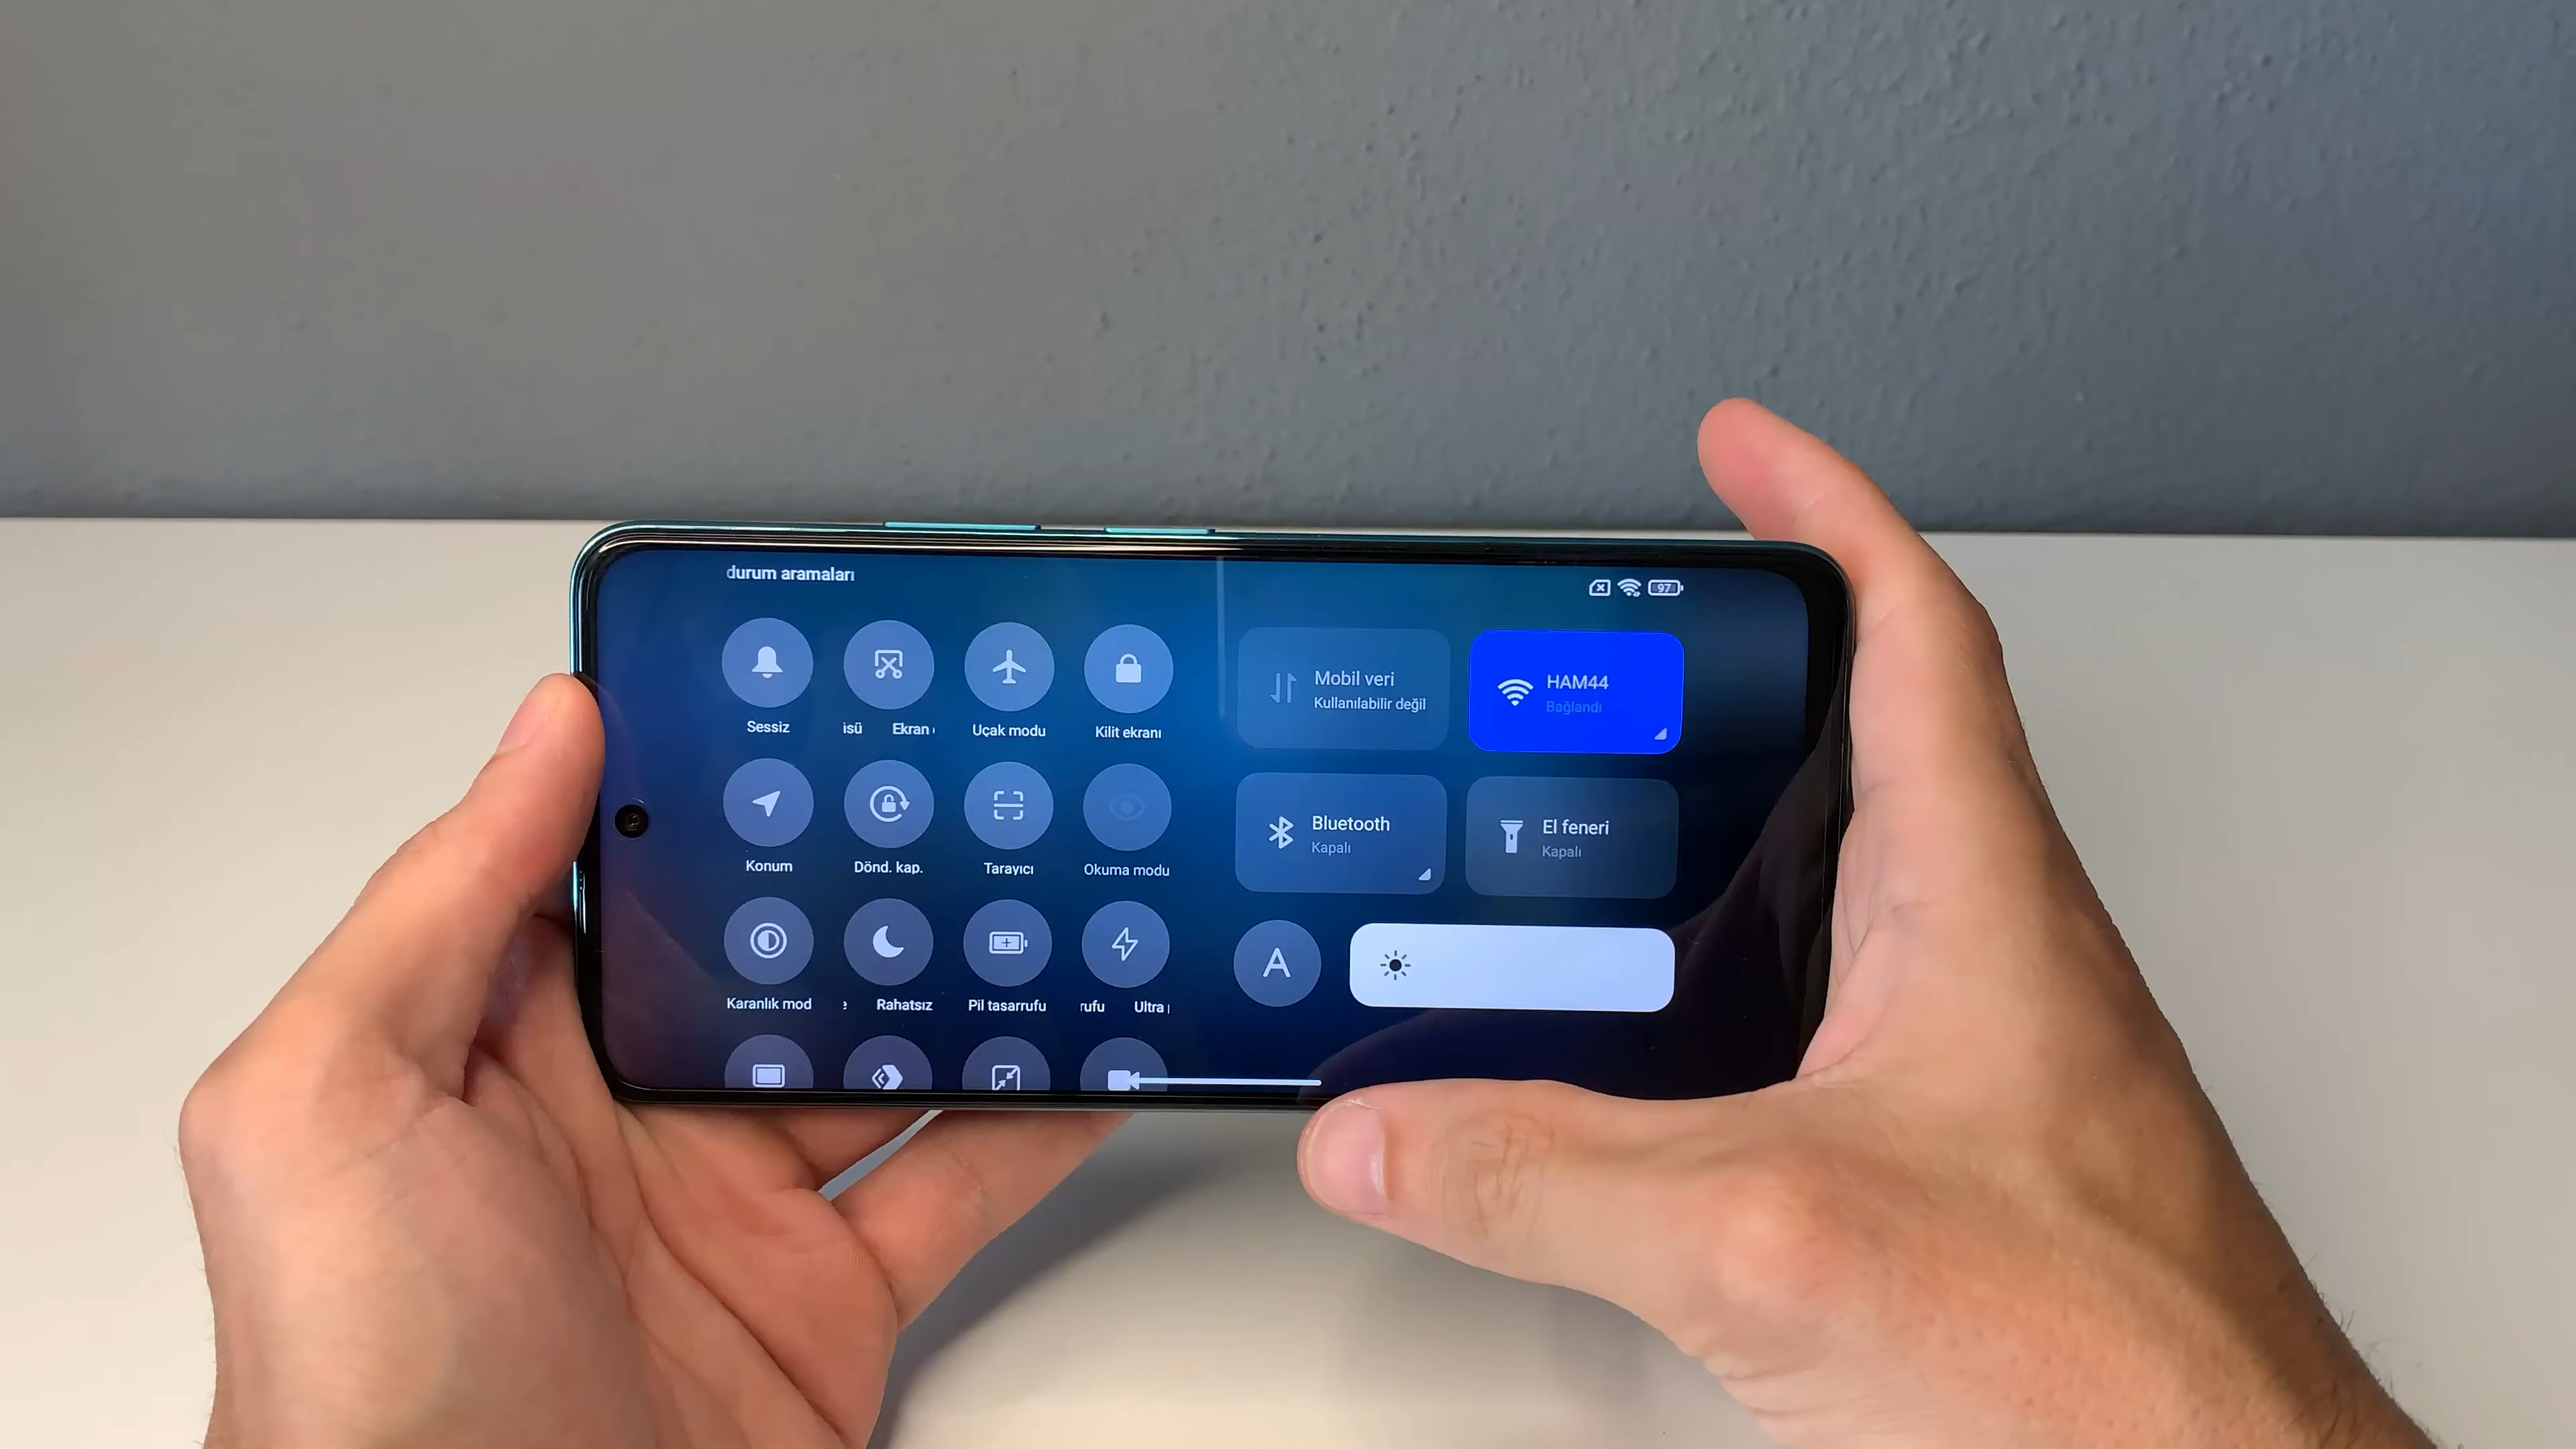 durum aramaları
97
Sessiz
isü Ekran
Uçak modu
Kilit ekranı
Mobil veri
Kullanılabilir değil
HAM44
Bağlandı
Konum
Dönd. kap.
Tarayıcı
Okuma modu
Bluetooth
Kapalı
El feneri
Kapalı
A
Karanlık mod
e Rahatsız
Pil tasarrufu
rufu Ultra